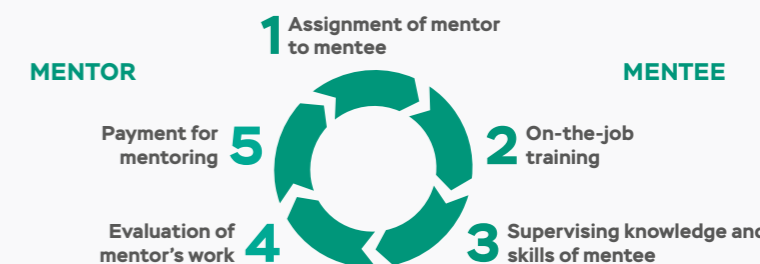 1 Assignment of mentor
to mentee
MENTOR
MENTEE
Payment for
mentoring 5
2 On-the-job
training
Evaluation of
mentor's work 4
3 Supervising knowledge and
skills of mentee